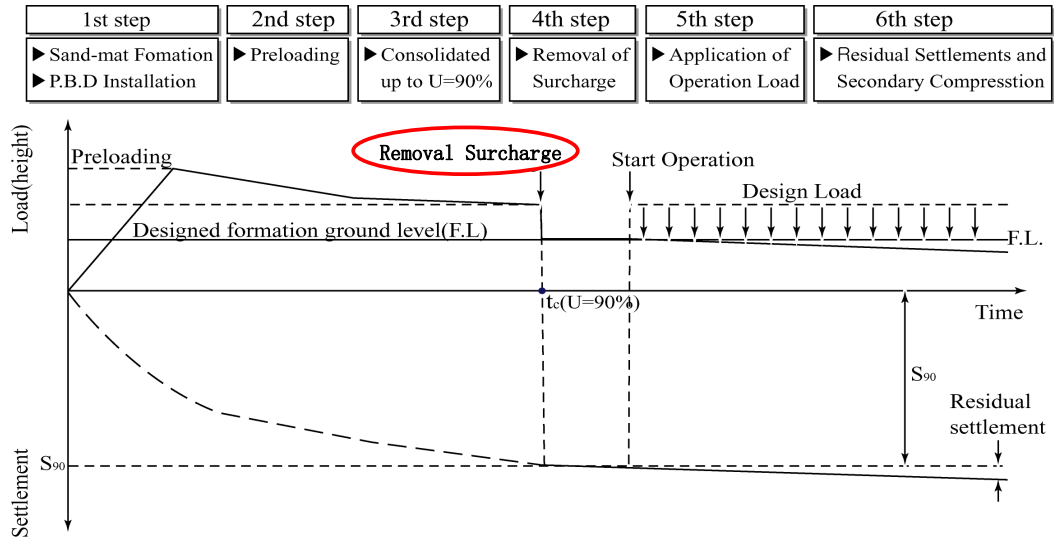 1st step
2nd step
3rd step
4th step
5th step
6th step
▶ Sand-mat Fomation
▶ P.B.D Installation
▶ Preloading
▶ Consolidated
up to U=90%
▶ Removal of
Surcharge
▶ Application of
Operation Load
▶ Residual Settlements and
Secondary Compresstion
Load(height)
Preloading
Removal Surcharge
Start Operation
Design Load
Designed formation ground level(F.L)
F.L.
tc(U=90%)
Time
S90
Residual
settlement
S90
Settlement